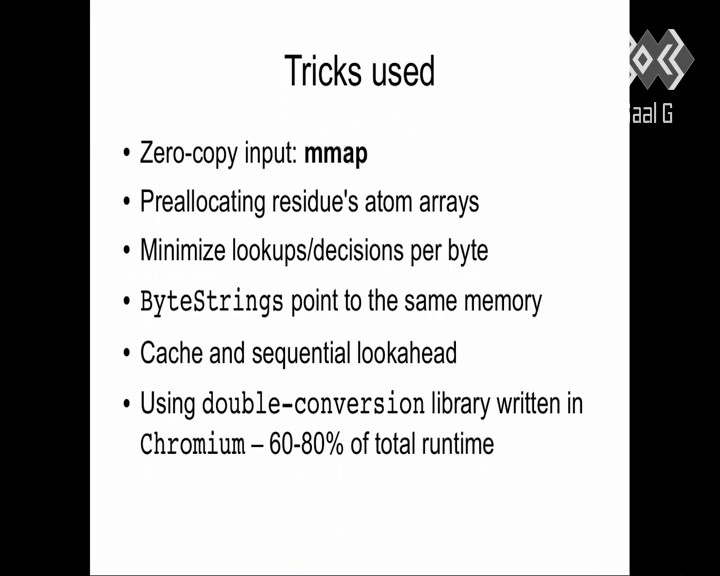 Tricks used
• Zero-copy input: mmap
• Preallocating residue's atom arrays
• Minimize lookups/decisions per byte
• ByteStrings point to the same memory
• Cache and sequential lookahead
• Using double-conversion library written in
Chromium – 60-80% of total runtime
aal G